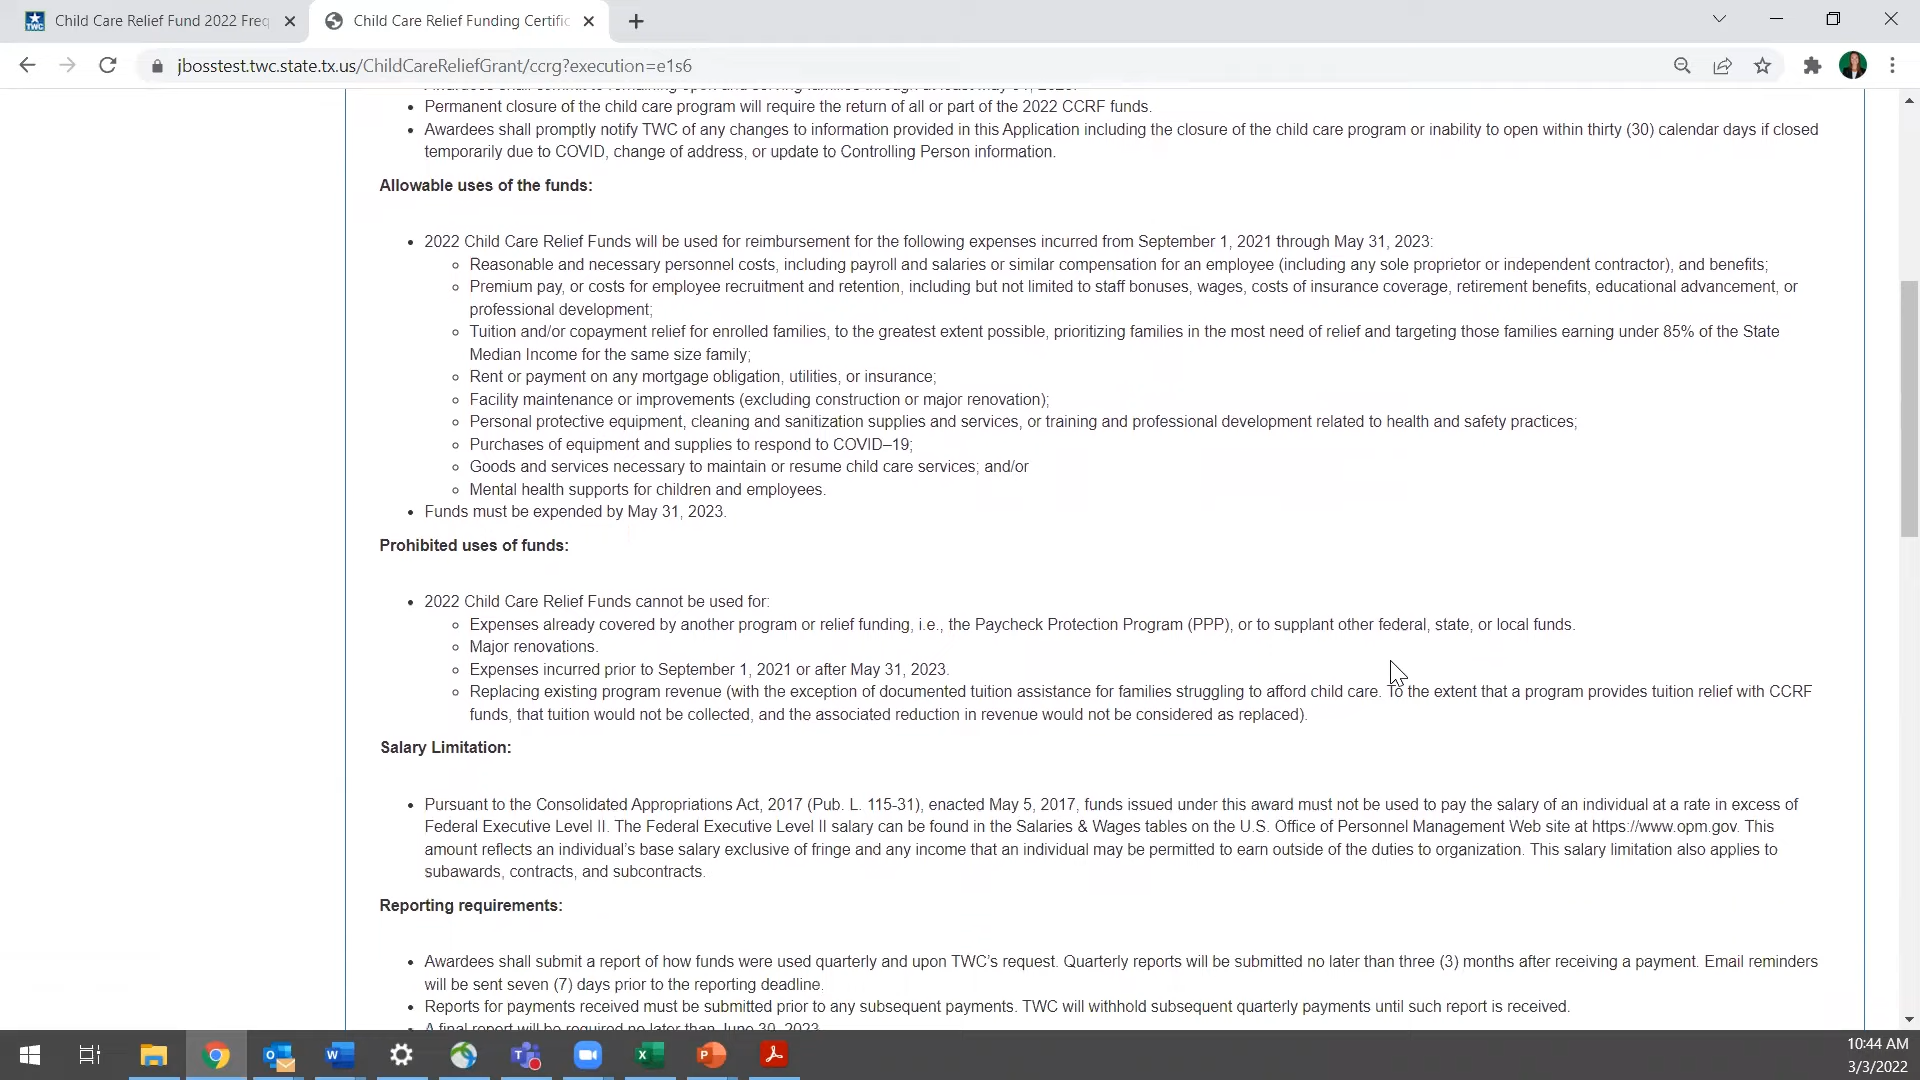 Child Care Relief Fund 2022 Freq
Child Care Relief Funding Certific
jbosstest.twc.state.tx.us/ChildCareReliefGrant/ccrg?execution=e1s6
Permanent closure of the child care program will require the return of all or part of the 2022 CCRF funds.
Awardees shall promptly notify TWC of any changes to information provided in this Application including the closure of the child care program or inability to open within thirty (30) calendar days if closed
temporarily due to COVID, change of address, or update to Controlling Person information.
Allowable uses of the funds:
2022 Child Care Relief Funds will be used for reimbursement for the following expenses incurred from September 1, 2021 through May 31, 2023:
Reasonable and necessary personnel costs, including payroll and salaries or similar compensation for an employee (including any sole proprietor or independent contractor), and benefits;
Premium pay, or costs for employee recruitment and retention, including but not limited to staff bonuses, wages, costs of insurance coverage, retirement benefits, educational advancement, or
professional development;
Tuition and/or copayment relief for enrolled families, to the greatest extent possible, prioritizing families in the most need of relief and targeting those families earning under 85% of the State
Median Income for the same size family;
Rent or payment on any mortgage obligation, utilities, or insurance;
Facility maintenance or improvements (excluding construction or major renovation);
Personal protective equipment, cleaning and sanitization supplies and services, or training and professional development related to health and safety practices;
Purchases of equipment and supplies to respond to COVID–19;
Goods and services necessary to maintain or resume child care services; and/or
Mental health supports for children and employees.
Funds must be expended by May 31, 2023.
Prohibited uses of funds:
2022 Child Care Relief Funds cannot be used for:
Expenses already covered by another program or relief funding, i.e., the Paycheck Protection Program (PPP), or to supplant other federal, state, or local funds.
Major renovations.
Expenses incurred prior to September 1, 2021 or after May 31, 2023.
Replacing existing program revenue (with the exception of documented tuition assistance for families struggling to afford child care. To the extent that a program provides tuition relief with CCRF
funds, that tuition would not be collected, and the associated reduction in revenue would not be considered as replaced).
Salary Limitation:
Pursuant to the Consolidated Appropriations Act, 2017 (Pub. L. 115-31), enacted May 5, 2017, funds issued under this award must not be used to pay the salary of an individual at a rate in excess of
Federal Executive Level II. The Federal Executive Level II salary can be found in the Salaries & Wages tables on the U.S. Office of Personnel Management Web site at https://www.opm.gov. This
amount reflects an individual's base salary exclusive of fringe and any income that an individual may be permitted to earn outside of the duties to organization. This salary limitation also applies to
subawards, contracts, and subcontracts.
Reporting requirements:
Awardees shall submit a report of how funds were used quarterly and upon TWC's request. Quarterly reports will be submitted no later than three (3) months after receiving a payment. Email reminders
will be sent seven (7) days prior to the reporting deadline.
Reports for payments received must be submitted prior to any subsequent payments. TWC will withhold subsequent quarterly payments until such report is received.
A final report will be required no later than June 30, 2023
10:44 AM
3/3/2022